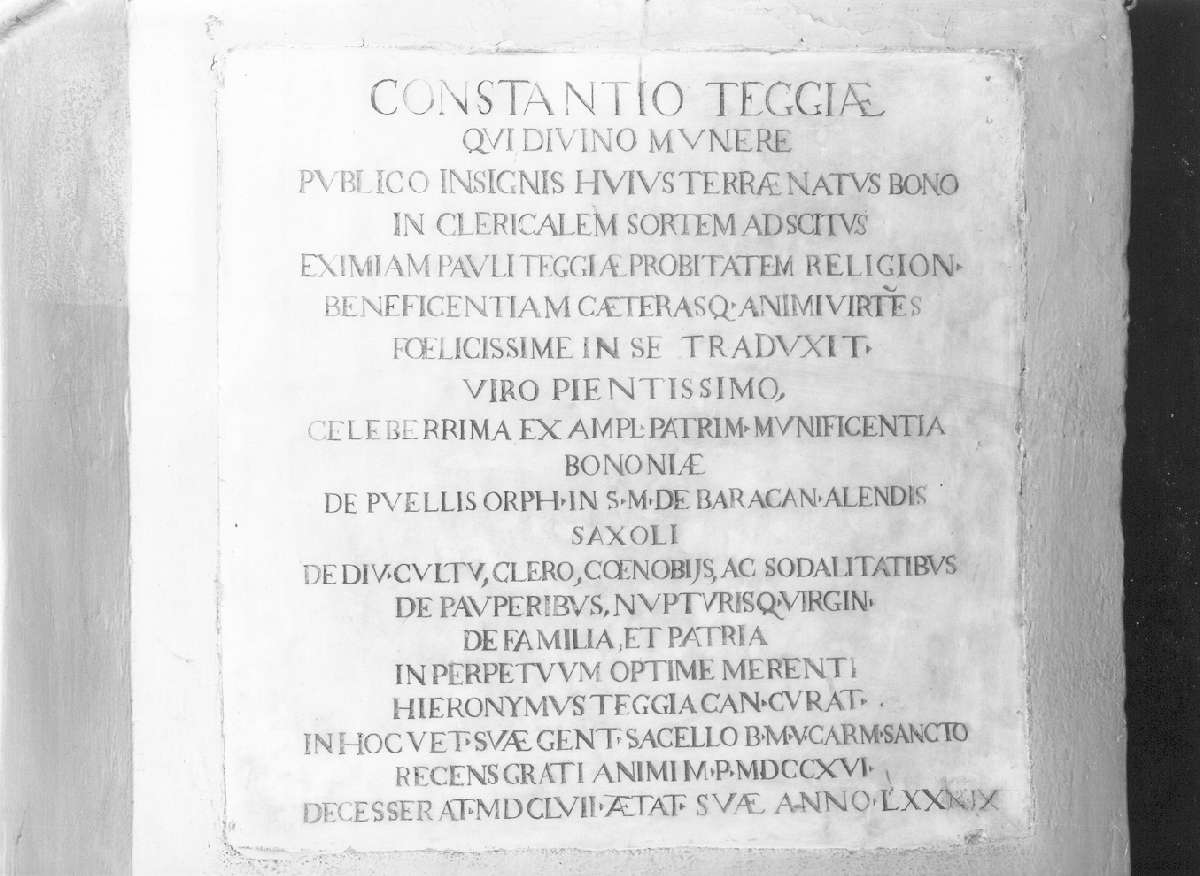 CONSTANTIO TEGGIÆ
QVI DIVINO MVNERE
PVBLICO INSIGNIS HVIVS TERRÆ NATVS BONO
IN CLERICALEM SORTEM ADSCITVS
EXIMIAM PAVLI TEGGIÆ PROBITATEM RELIGION·
BENEFICENTIAM CÆTERASQ· ANIMI VIRTE͂S
FŒLICISSIME IN SE TRADVXIT·
VIRO PIENTISSIMO,
CELEBERRIMA EX AMPL· PATRIM· MVNIFICENTIA
BONONIÆ
DE PVELLIS ORPH· IN S·M·DE BARACAN· ALENDIS
SAXOLI
DE DIV· CVLTV, CLERO, CŒNOBIJS, AC SODALITATIBVS
DE PAVPERIBVS, NVPTVRISQ· VIRGIN·
DE FAMILIA, ET PATRIA
IN PERPETVVM OPTIME MERENTI
HIERONYMVS TEGGIA CAN· CVRAT·
IN HOC VET· SVÆ GENT· SACELLO B·M·V CARM· SANCTO
RECENS GRATI ANIMI M·P·MDCCXVI·
DECESSERAT· MDCLVII· ÆTAT· SVÆ ANNO· LXXXIX